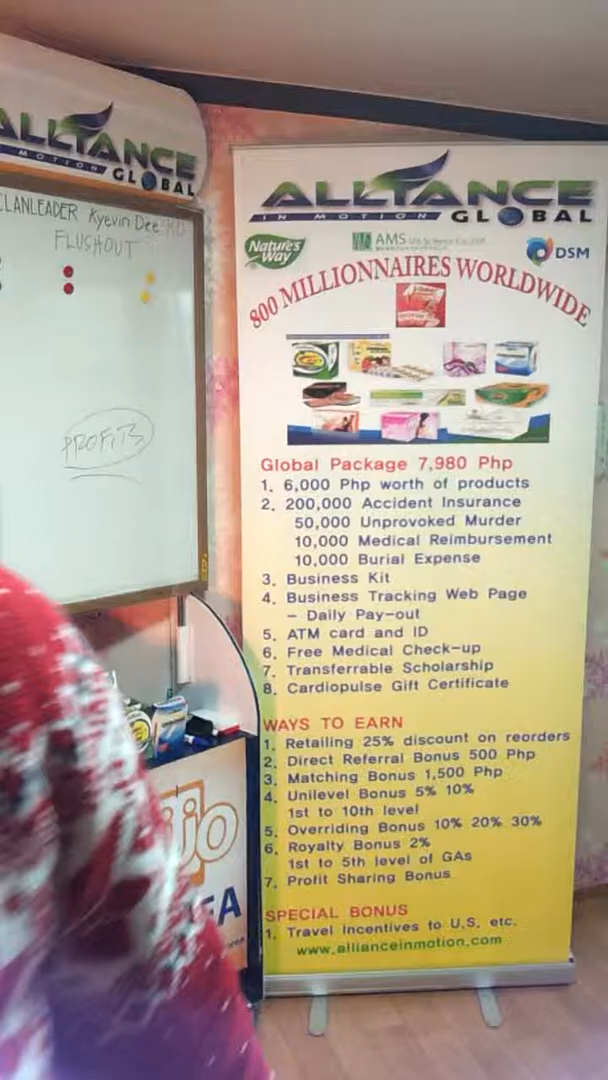 ALLIANCE
IN MOTION GLOBAL
CLANLEADER Kyevin Dee
FLUSHOUT
PROFITS
ALLIANCE
IN MOTION GLOBAL
Nature's Way
AMS Life Science Co., Ltd
DSM
800 MILLIONNAIRES WORLDWIDE
Global Package 7,980 Php
1. 6,000 Php worth of products
2. 200,000 Accident Insurance
50,000 Unprovoked Murder
10,000 Medical Reimbursement
10,000 Burial Expense
3. Business Kit
4. Business Tracking Web Page
- Daily Pay-out
5. ATM card and ID
6. Free Medical Check-up
7. Transferrable Scholarship
8. Cardiopulse Gift Certificate
WAYS TO EARN
1. Retailing 25% discount on reorders
2. Direct Referral Bonus 500 Php
3. Matching Bonus 1,500 Php
4. Unilevel Bonus 5% 10%
1st to 10th level
5. Overriding Bonus 10% 20% 30%
6. Royalty Bonus 2%
1st to 5th level of GAs
7. Profit Sharing Bonus
SPECIAL BONUS
1. Travel Incentives to U.S. etc.
www.allianceinmotion.com